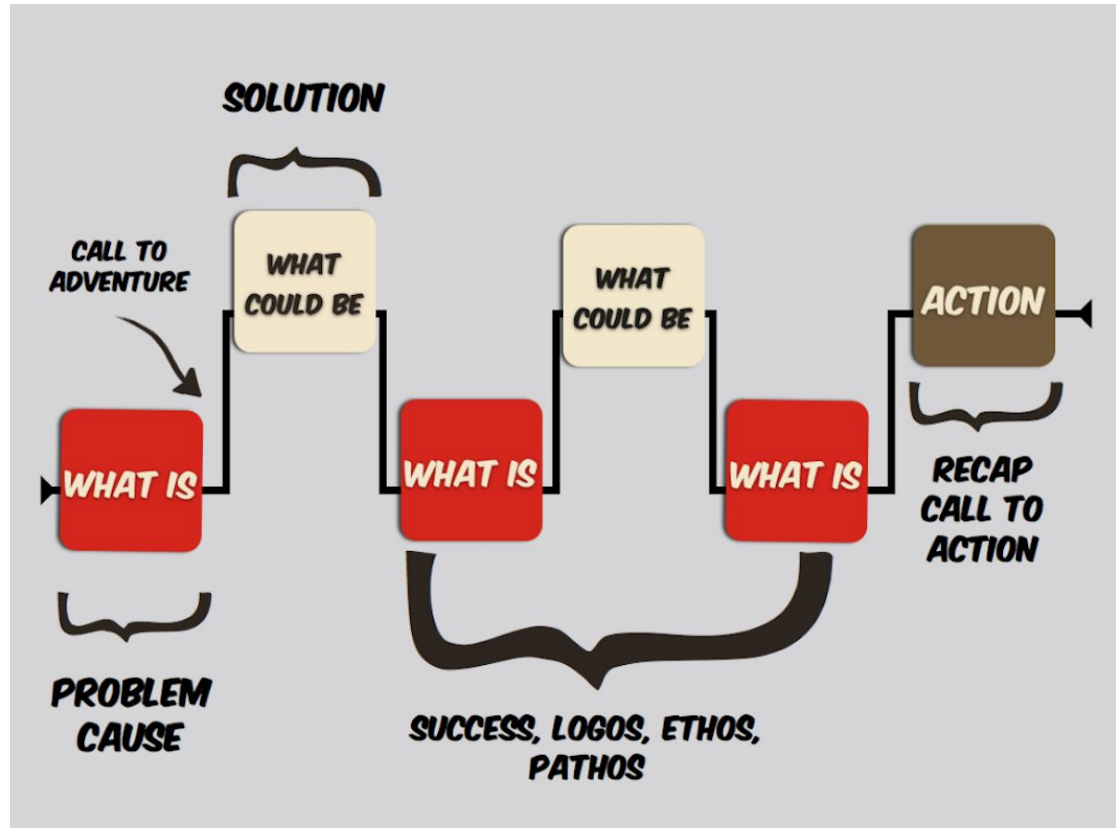 SOLUTION
CALL TO
ADVENTURE
WHAT
COULD BE
WHAT
COULD BE
ACTION
WHAT IS
WHAT IS
WHAT IS
PROBLEM
CAUSE
SUCCESS, LOGOS, ETHOS,
PATHOS
RECAP
CALL TO
ACTION